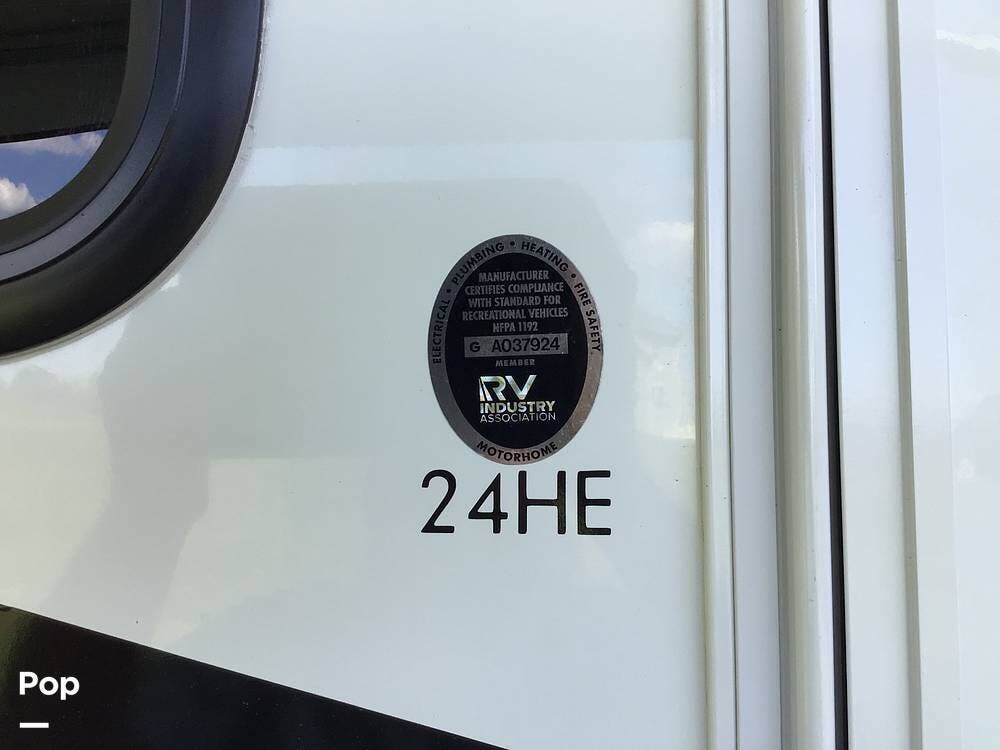 ELECTRICAL • PLUMBING • HEATING • FIRE SAFETY
MANUFACTURER
CERTIFIES COMPLIANCE
WITH STANDARD FOR
RECREATIONAL VEHICLES
NFPA 1192
G A037924
MEMBER
RV
INDUSTRY
ASSOCIATION
MOTORHOME
24HE
Pop